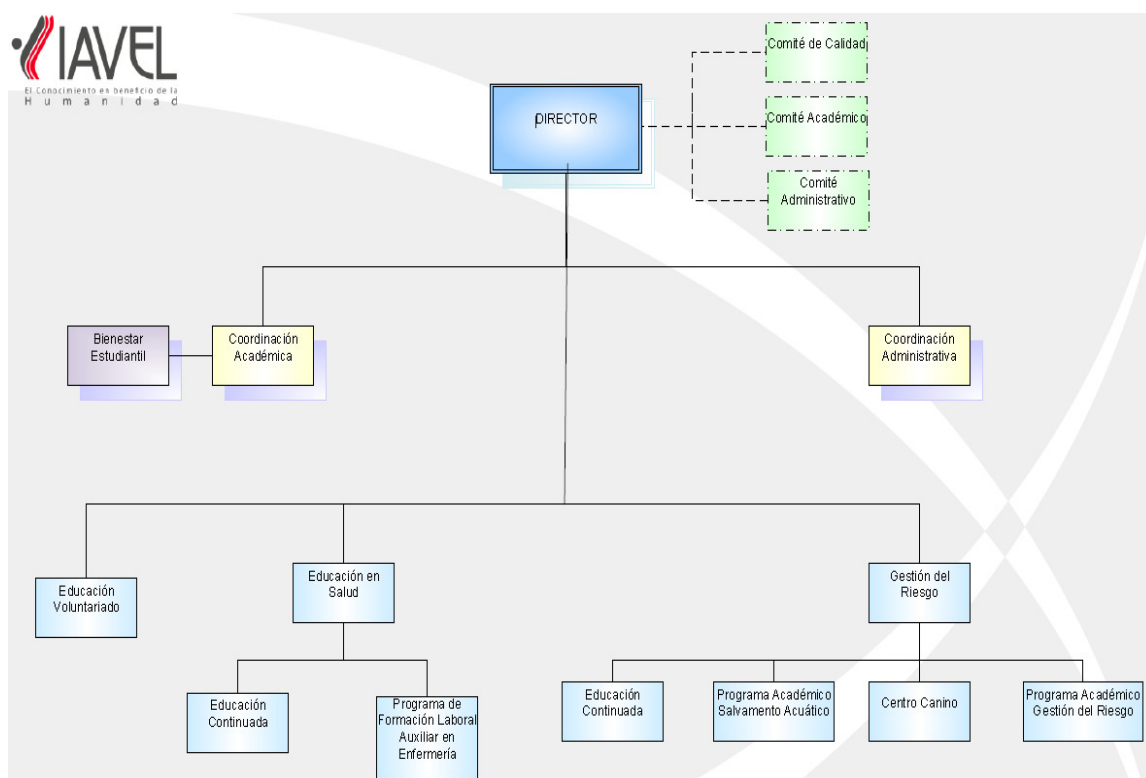 IAVEL
El Conocimiento en beneficio de la
Humanidad
DIRECTOR
Comité de Calidad
Comité Académico
Comité
Administrativo
Bienestar
Estudiantil
Coordinación
Académica
Coordinación
Administrativa
Educación
Voluntariado
Educación en
Salud
Gestión del
Riesgo
Educación
Continuada
Programa de
Formación Laboral
Auxiliar en
Enfermería
Educación
Continuada
Programa Académico
Salvamento Acuático
Centro Canino
Programa Académico
Gestión del Riesgo